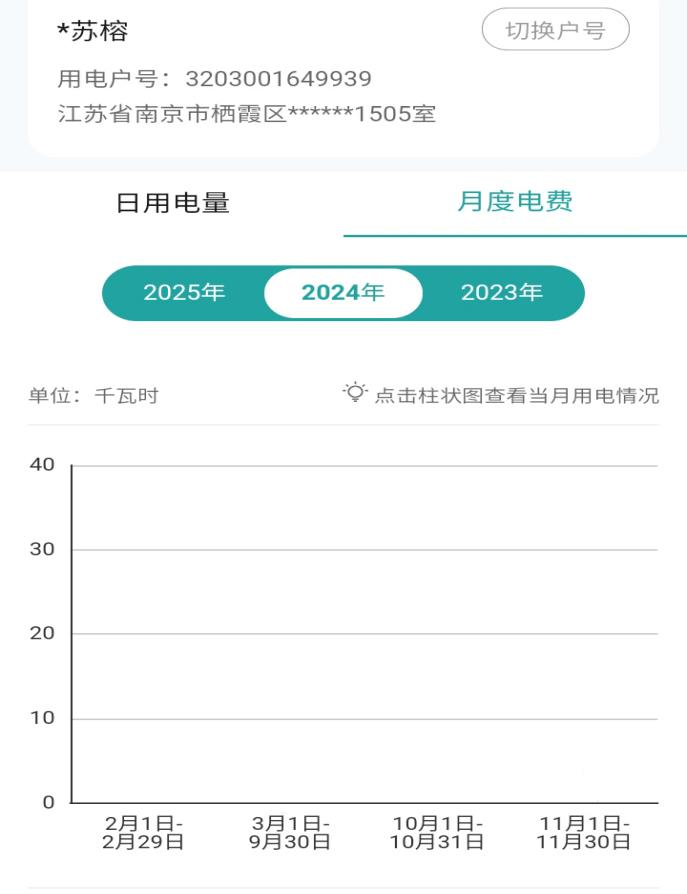 *苏榕
切换户号
用电户号：3203001649939
江苏省南京市栖霞区******1505室
日用电量
月度电费
2025年
2024年
2023年
单位：千瓦时
点击柱状图查看当月用电情况
40
30
20
10
0
2月1日-
2月29日
3月1日-
9月30日
10月1日-
10月31日
11月1日-
11月30日